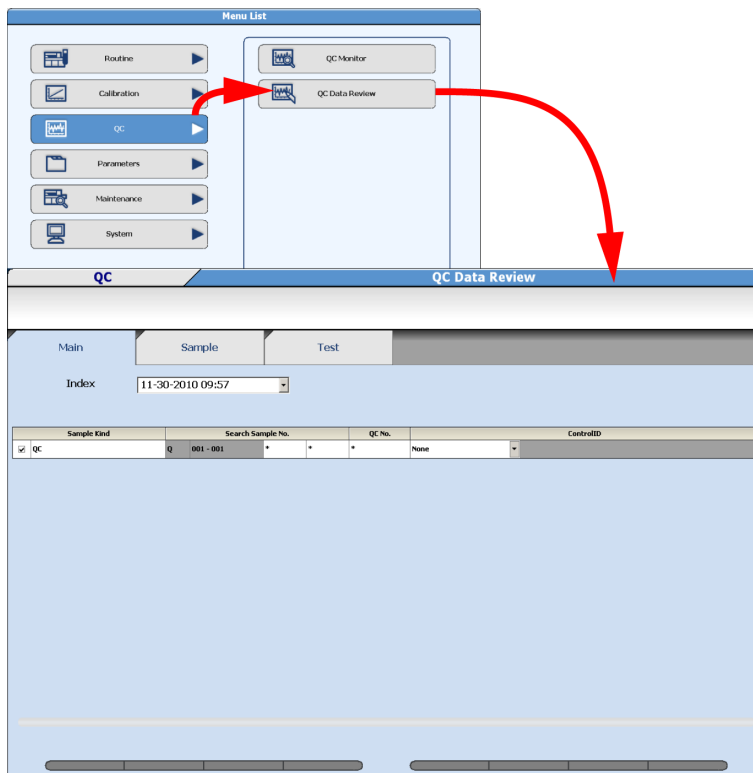 Menu List
Routine
QC Monitor
Calibration
QC Data Review
QC
Parameters
Maintenance
System
QC QC Data Review
Main Sample Test
Index 11-30-2010 09:57
Sample Kind Search Sample No. QC No. ControlID
QC Q 001 - 001 * * * None